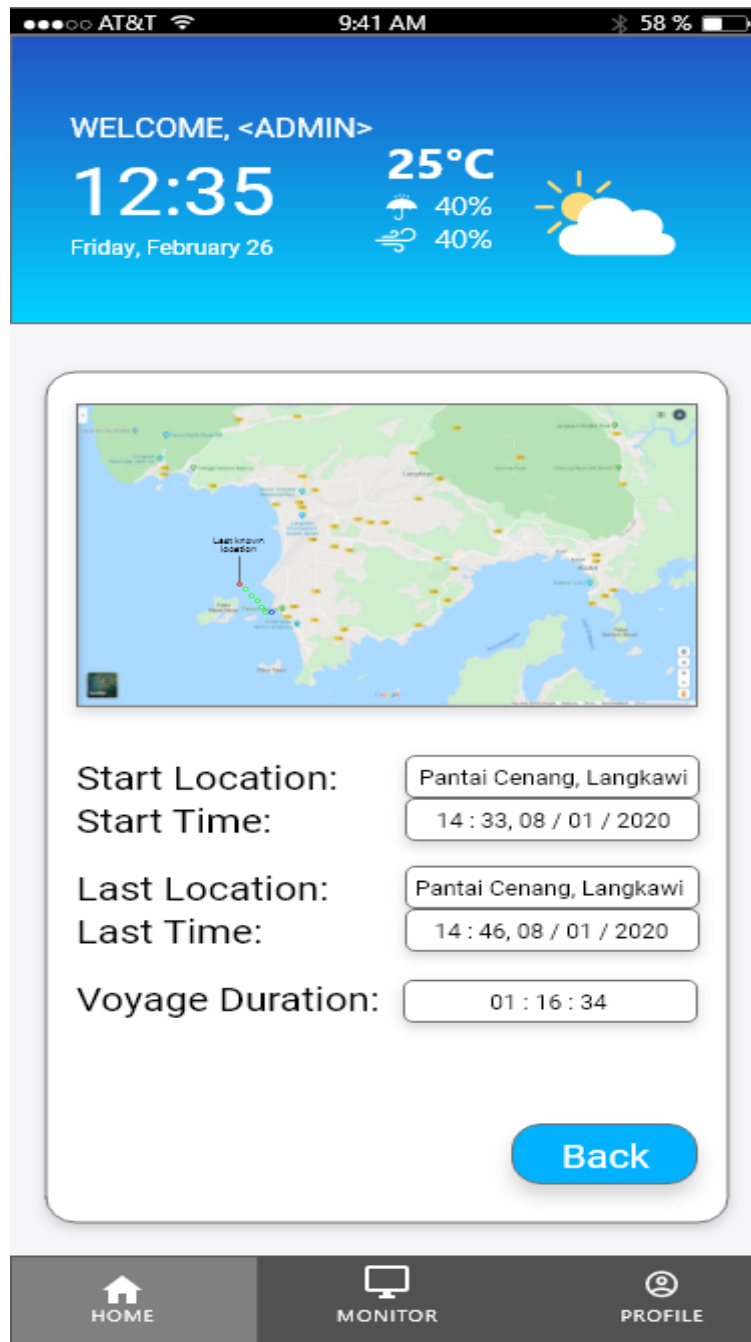 AT&T 9:41 AM 58 %
WELCOME, <ADMIN>
12:35
Friday, February 26
25°C
40%
40%
Last known
location
Start Location: Pantai Cenang, Langkawi
Start Time: 14 : 33, 08 / 01 / 2020
Last Location: Pantai Cenang, Langkawi
Last Time: 14 : 46, 08 / 01 / 2020
Voyage Duration: 01 : 16 : 34
Back
HOME MONITOR PROFILE